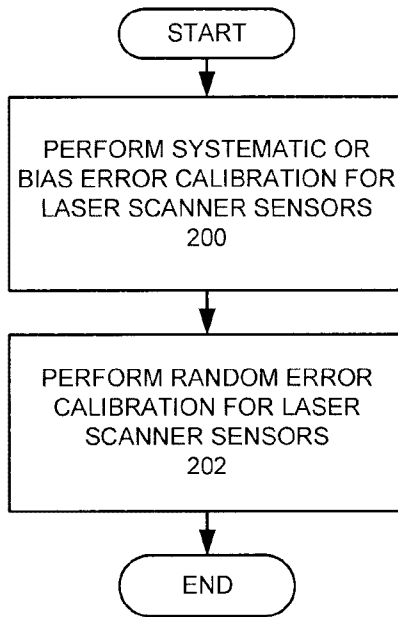 START
PERFORM SYSTEMATIC OR
BIAS ERROR CALIBRATION FOR
LASER SCANNER SENSORS
200
PERFORM RANDOM ERROR
CALIBRATION FOR LASER
SCANNER SENSORS
202
END